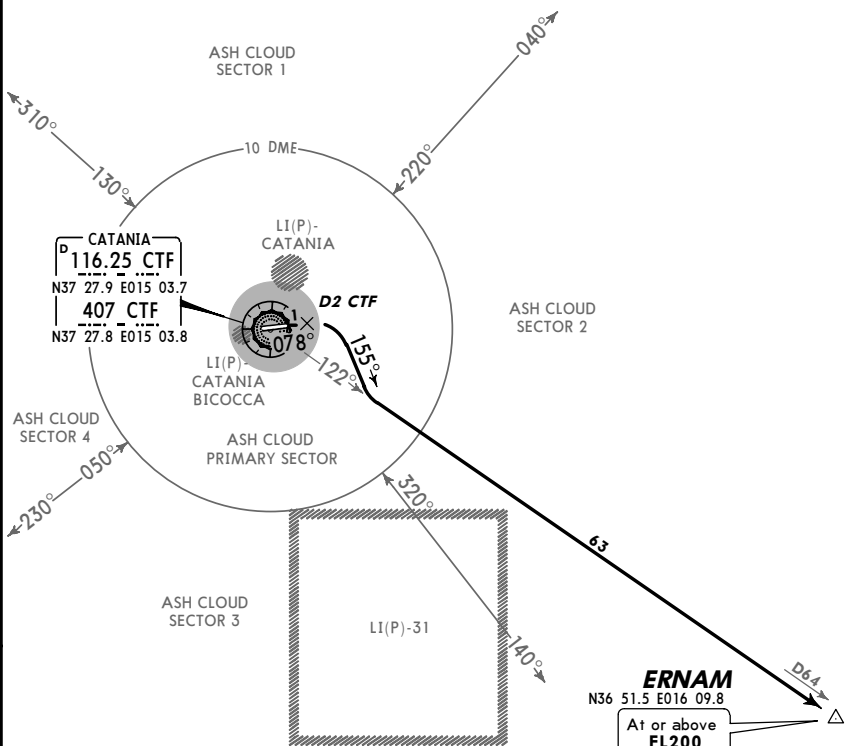 ASH CLOUD
SECTOR 1
040°
310°
10 DME
220°
130°
LI(P)-
CATANIA
CATANIA
D 116.25 CTF
N37 27.9 E015 03.7
407 CTF
N37 27.8 E015 03.8
D2 CTF
1
078°
ASH CLOUD
SECTOR 2
155°
122°
LI(P)-
CATANIA
BICOCCA
ASH CLOUD
SECTOR 4
ASH CLOUD
PRIMARY SECTOR
050°
320°
230°
63
ASH CLOUD
SECTOR 3
LI(P)-31
140°
D64
ERNAM
N36 51.5 E016 09.8
At or above
FL200